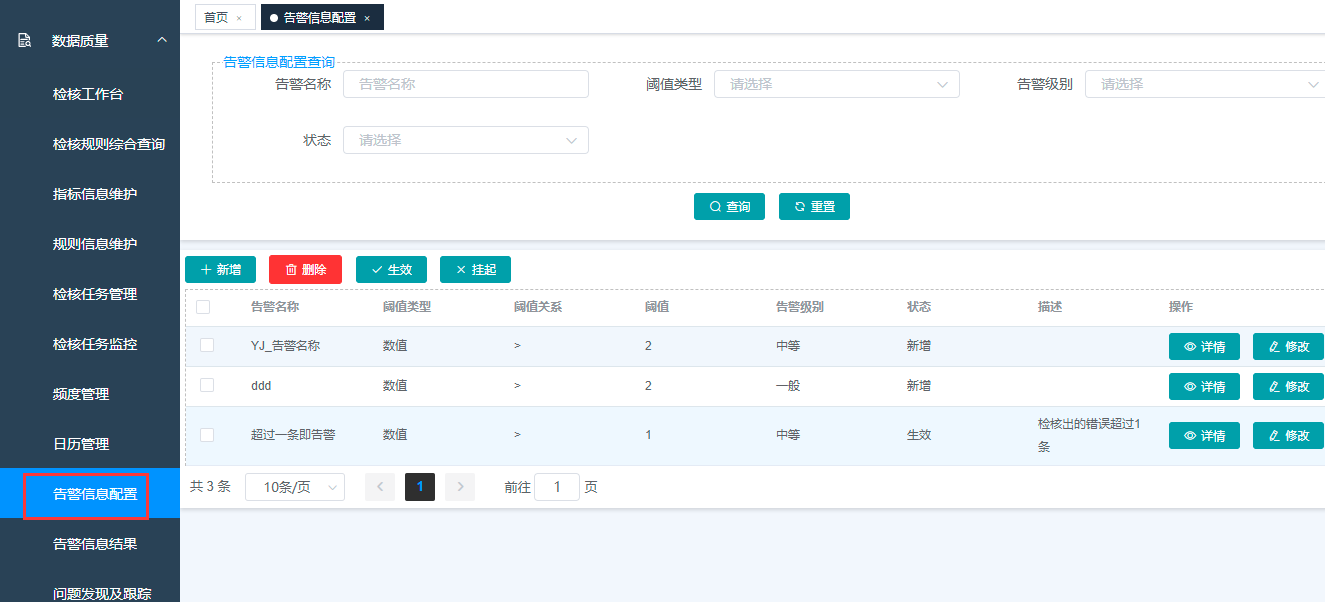 数据质量
检核工作台
检核规则综合查询
指标信息维护
规则信息维护
检核任务管理
检核任务监控
频度管理
日历管理
告警信息配置
告警信息结果
问题发现及跟踪
首页 × 告警信息配置 ×
告警信息配置查询
告警名称 告警名称 阈值类型 请选择 告警级别 请选择
状态 请选择
查询 重置
新增 删除 生效 挂起
告警名称 阈值类型 阈值关系 阈值 告警级别 状态 描述 操作
YJ_告警名称 数值 > 2 中等 新增 详情 修改
ddd 数值 > 2 一般 新增 详情 修改
超过一条即告警 数值 > 1 中等 生效 检核出的错误超过1 详情 修改
条
共 3 条 10条/页 < 1 > 前往 1 页